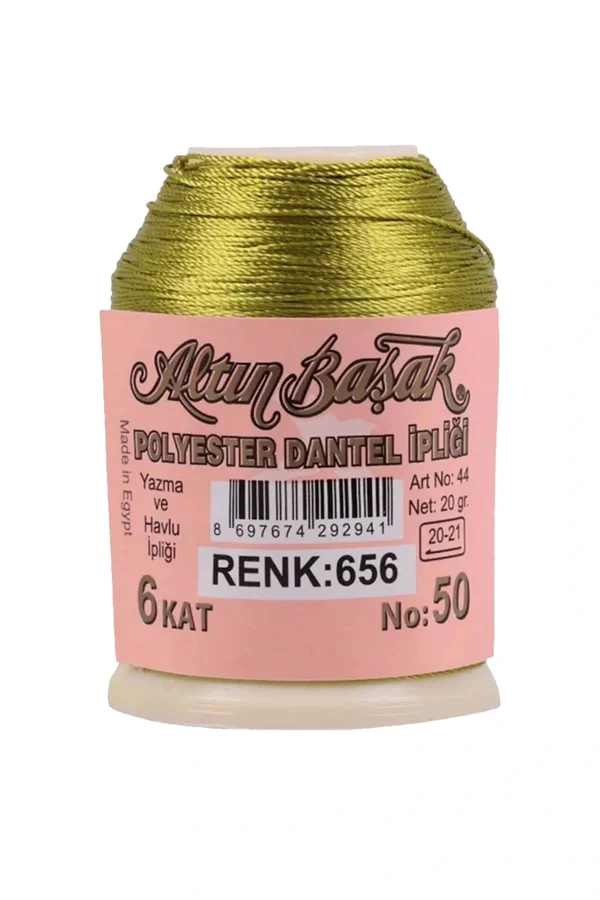 Altın Başak
POLYESTER DANTEL İPLİĞİ
Made in Egypt
Yazma
ve
Havlu
İpliği
8 697674 292941
Art No: 44
Net: 20 gr.
20-21
RENK:656
6 KAT
No: 50